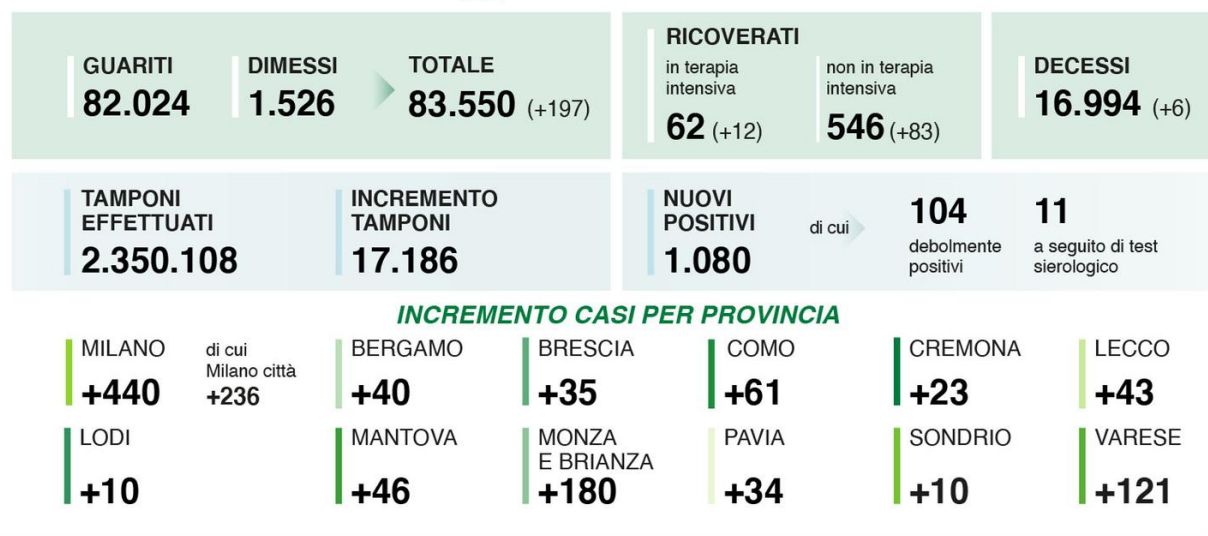 GUARITI
82.024
DIMESSI
1.526
TOTALE
83.550 (+197)
RICOVERATI
in terapia
intensiva
62 (+12)
non in terapia
intensiva
546 (+83)
DECESSI
16.994 (+6)
TAMPONI
EFFETTUATI
2.350.108
INCREMENTO
TAMPONI
17.186
NUOVI
POSITIVI
1.080
di cui
104
debolmente
positivi
11
a seguito di test
sierologico
INCREMENTO CASI PER PROVINCIA
MILANO
+440
di cui
Milano città
+236
BERGAMO
+40
BRESCIA
+35
COMO
+61
CREMONA
+23
LECCO
+43
LODI
+10
MANTOVA
+46
MONZA
E BRIANZA
+180
PAVIA
+34
SONDRIO
+10
VARESE
+121